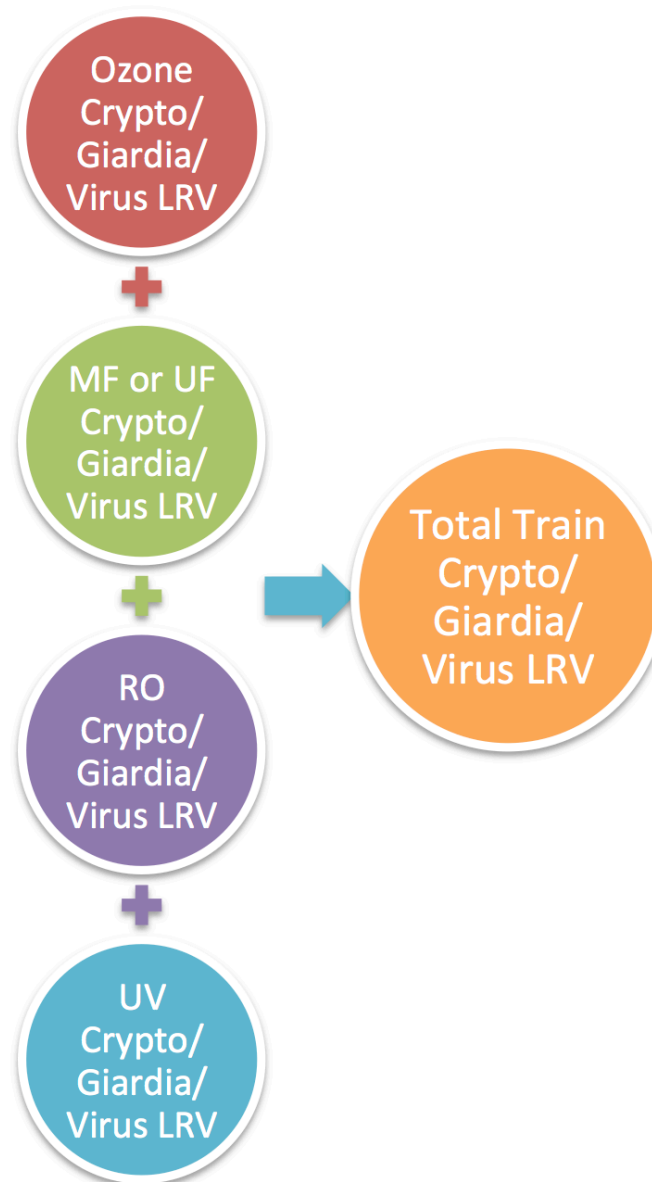 Ozone
Crypto/
Giardia/
Virus LRV
MF or UF
Crypto/
Giardia/
Virus LRV
RO
Crypto/
Giardia/
Virus LRV
UV
Crypto/
Giardia/
Virus LRV
Total Train
Crypto/
Giardia/
Virus LRV